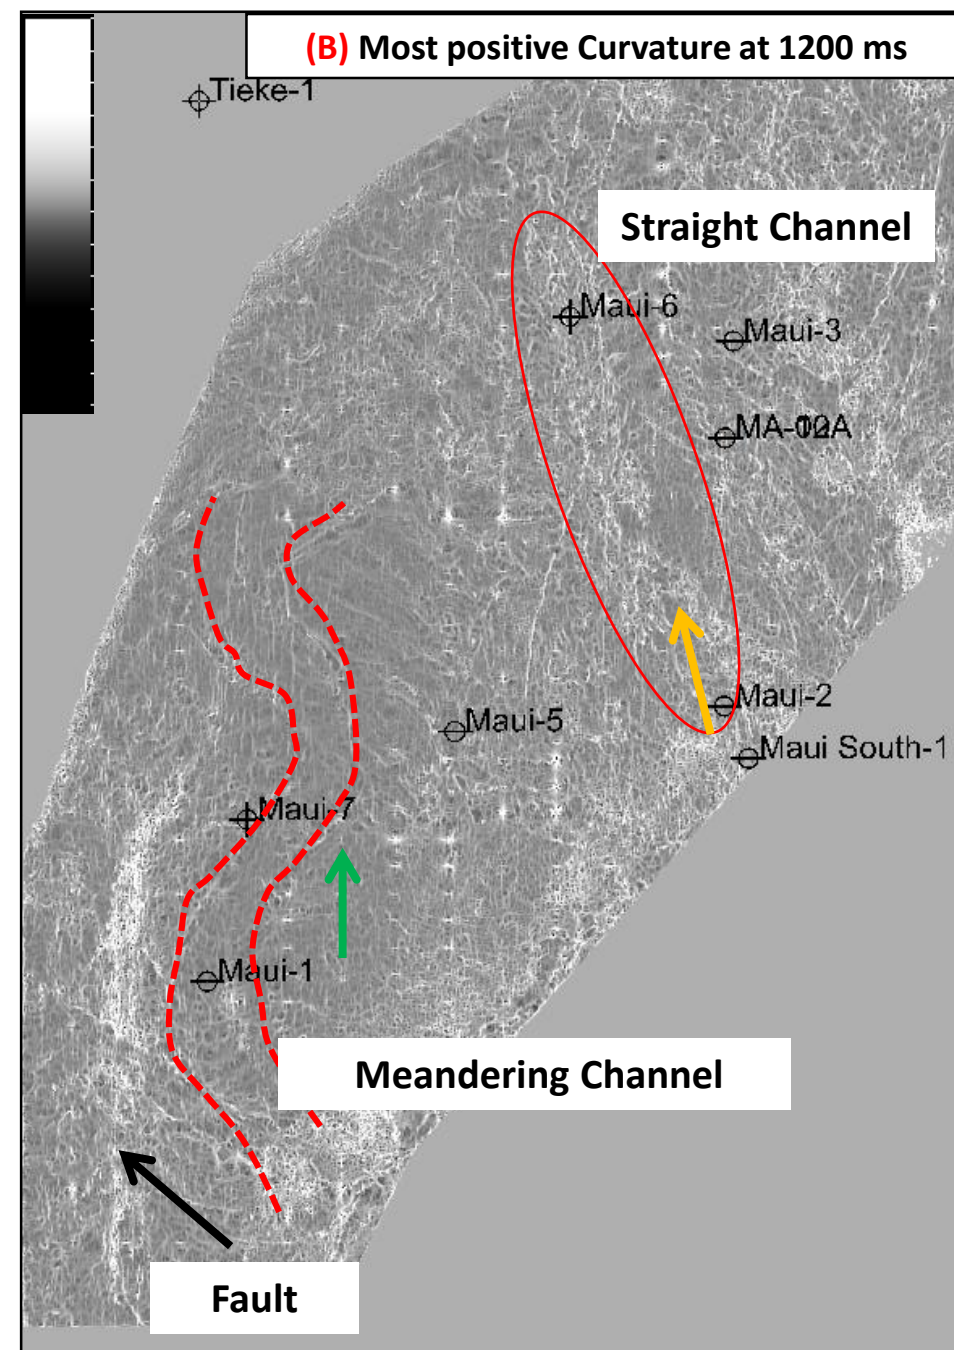 (B) Most positive Curvature at 1200 ms
Tieke-1
Straight Channel
Maui-6
Maui-3
Maui-2
Maui-5
Maui South-1
Maui-7
Maui-1
Meandering Channel
Fault